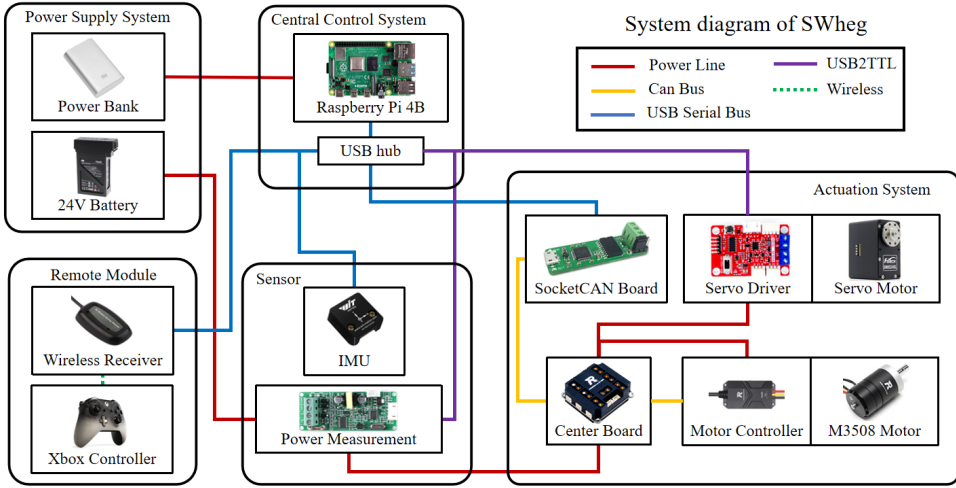 System diagram of SWheg
Power Line
Can Bus
USB Serial Bus
USB2TTL
Wireless
Power Supply System
Power Bank
24V Battery
Central Control System
Raspberry Pi 4B
USB hub
Remote Module
Wireless Receiver
Xbox Controller
Sensor
IMU
Power Measurement
Actuation System
SocketCAN Board
Servo Driver
Servo Motor
Center Board
Motor Controller
M3508 Motor